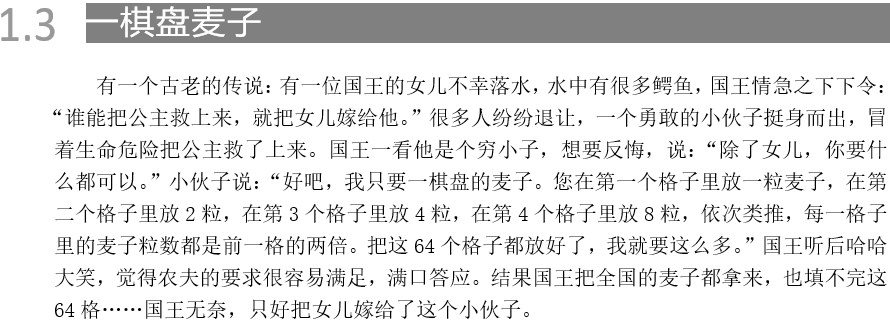 1.3 一棋盘麦子
有一个古老的传说：有一位国王的女儿不幸落水，水中有很多鳄鱼，国王情急之下下令：
“谁能把公主救上来，就把女儿嫁给他。”很多人纷纷退让，一个勇敢的小伙子挺身而出，冒
着生命危险把公主救了上来。国王一看他是个穷小子，想要反悔，说：“除了女儿，你要什
么都可以。”小伙子说：“好吧，我只要一棋盘的麦子。您在第一个格子里放一粒麦子，在第
二个格子里放 2 粒，在第 3 个格子里放 4 粒，在第 4 个格子里放 8 粒，依次类推，每一格子
里的麦子粒数都是前一格的两倍。把这 64 个格子都放好了，我就要这么多。”国王听后哈哈
大笑，觉得农夫的要求很容易满足，满口答应。结果国王把全国的麦子都拿来，也填不完这
64 格……国王无奈，只好把女儿嫁给了这个小伙子。